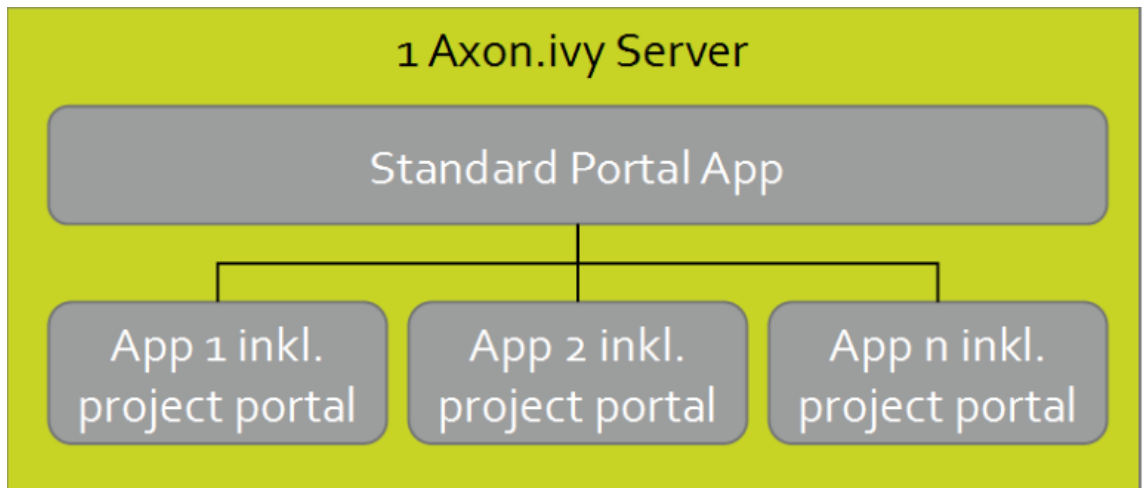 1 Axon.ivy Server
Standard Portal App
App 1 inkl.
project portal
App 2 inkl.
project portal
App n inkl.
project portal